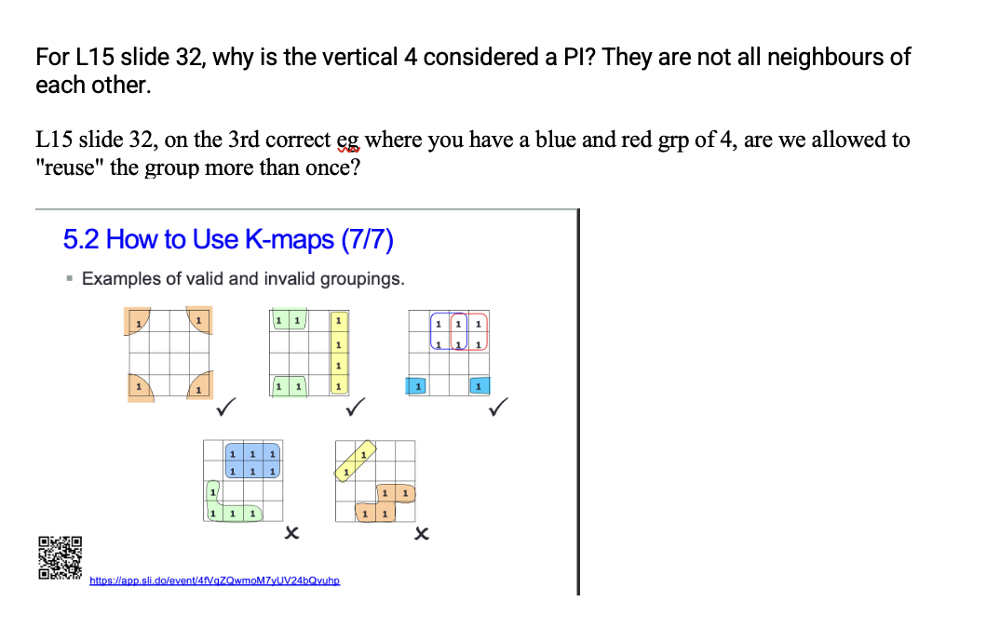 For L15 slide 32, why is the vertical 4 considered a PI? They are not all neighbours of
each other.
L15 slide 32, on the 3rd correct eg where you have a blue and red grp of 4, are we allowed to
"reuse" the group more than once?
5.2 How to Use K-maps (7/7)
▪ Examples of valid and invalid groupings.
1 1 1 1 1 1 1 1
1 1 1 1
1
1 1 1 1 1 1 1
✓ ✓ ✓
1 1 1 1
1 1 1 1
1 1 1
1 1 1 1 1
✗ ✗
https://app.sli.do/event/4fVqZQwmoM7yUV24bQvuhp